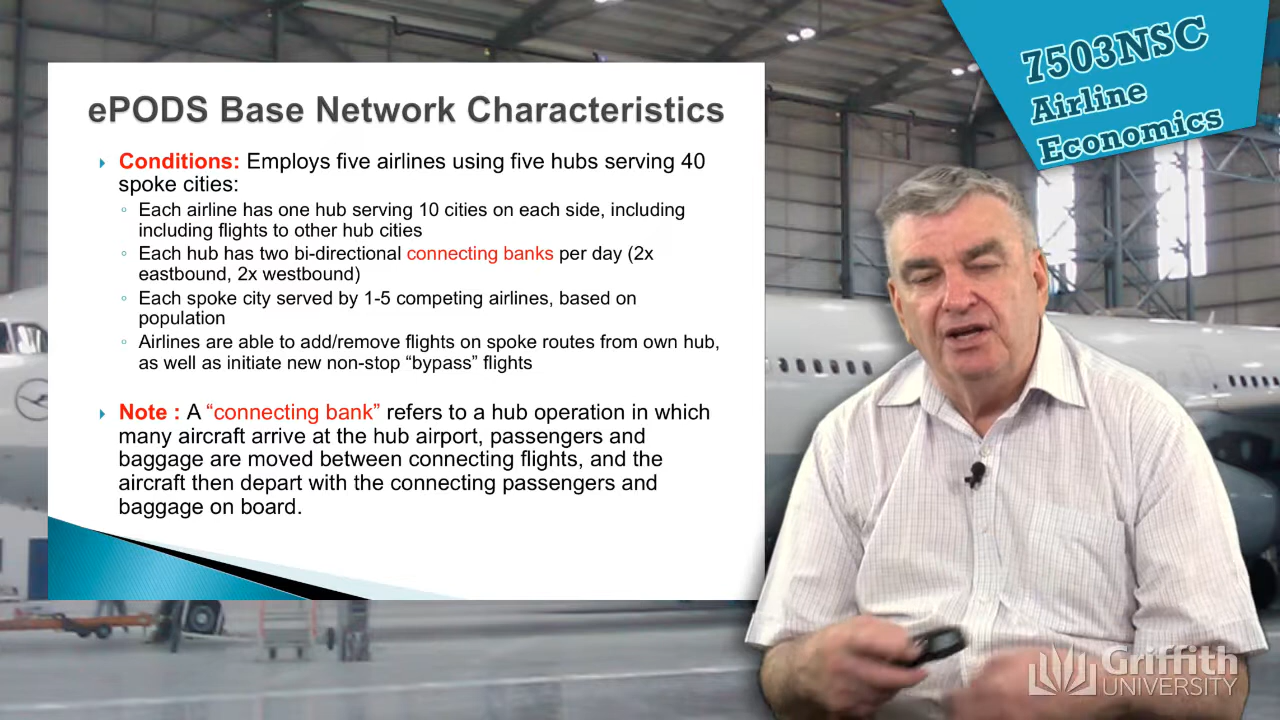 7503NSC
Airline
Economics
ePODS Base Network Characteristics
Conditions: Employs five airlines using five hubs serving 40
spoke cities:
Each airline has one hub serving 10 cities on each side, including
including flights to other hub cities
Each hub has two bi-directional connecting banks per day (2x
eastbound, 2x westbound)
Each spoke city served by 1-5 competing airlines, based on
population
Airlines are able to add/remove flights on spoke routes from own hub,
as well as initiate new non-stop “bypass” flights
Note : A “connecting bank” refers to a hub operation in which
many aircraft arrive at the hub airport, passengers and
baggage are moved between connecting flights, and the
aircraft then depart with the connecting passengers and
baggage on board.
Griffith
UNIVERSITY